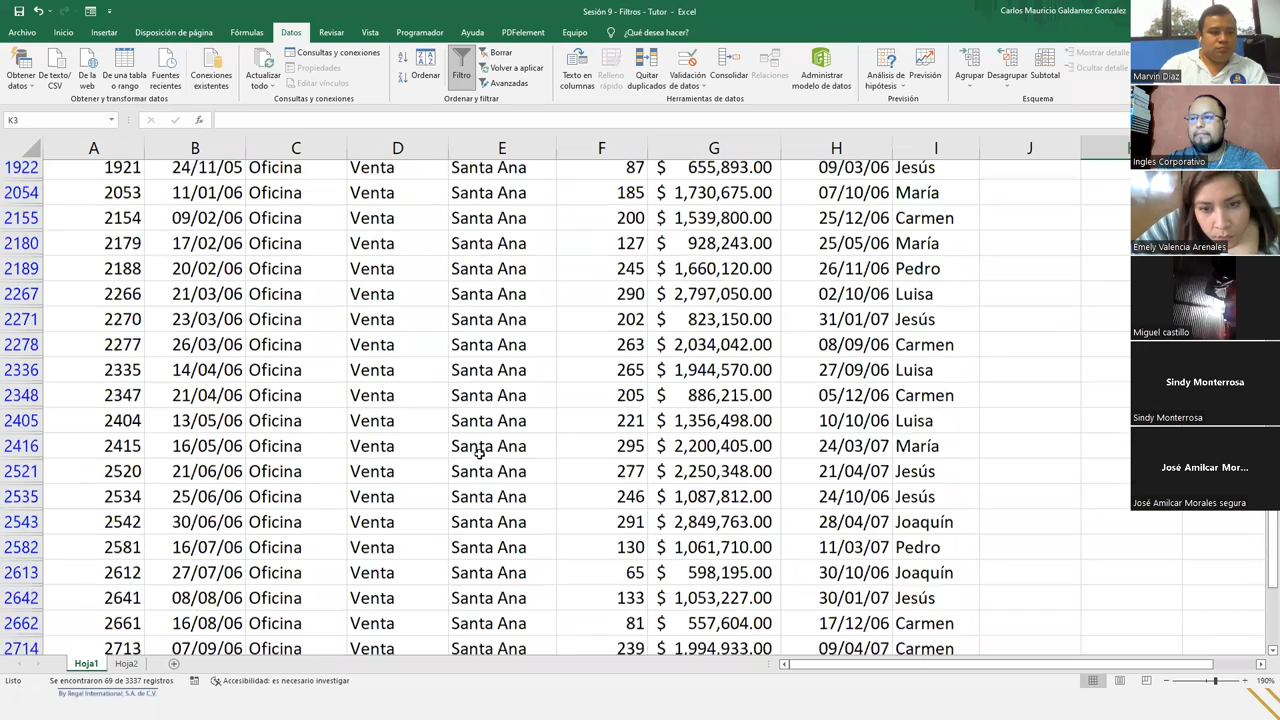 Sesión 9 - Filtros - Tutor - Excel
Carlos Mauricio Galdamez Gonzalez
Archivo Inicio Insertar Disposición de página Fórmulas Datos Revisar Vista Programador Ayuda PDFelement Equipo ¿Qué desea hacer?
Obtener datos
De texto/CSV
De la web
De una tabla o rango
Fuentes recientes
Conexiones existentes
Obtener y transformar datos
Actualizar todo
Consultas y conexiones
Propiedades
Editar vínculos
Consultas y conexiones
Ordenar
Filtro
Borrar
Volver a aplicar
Avanzadas
Ordenar y filtrar
Texto en columnas
Relleno rápido
Quitar duplicados
Validación de datos
Consolidar
Relaciones
Administrar modelo de datos
Herramientas de datos
Análisis de hipótesis
Previsión
Previsión
Agrupar
Desagrupar
Subtotal
Mostrar detalle
Ocultar detalle
Esquema
K3
fx
A B C D E F G H I J
1922 1921 24/11/05 Oficina Venta Santa Ana 87 $ 655,893.00 09/03/06 Jesús
2054 2053 11/01/06 Oficina Venta Santa Ana 185 $ 1,730,675.00 07/10/06 María
2155 2154 09/02/06 Oficina Venta Santa Ana 200 $ 1,539,800.00 25/12/06 Carmen
2180 2179 17/02/06 Oficina Venta Santa Ana 127 $ 928,243.00 25/05/06 María
2189 2188 20/02/06 Oficina Venta Santa Ana 245 $ 1,660,120.00 26/11/06 Pedro
2267 2266 21/03/06 Oficina Venta Santa Ana 290 $ 2,797,050.00 02/10/06 Luisa
2271 2270 23/03/06 Oficina Venta Santa Ana 202 $ 823,150.00 31/01/07 Jesús
2278 2277 26/03/06 Oficina Venta Santa Ana 263 $ 2,034,042.00 08/09/06 Carmen
2336 2335 14/04/06 Oficina Venta Santa Ana 265 $ 1,944,570.00 27/09/06 Luisa
2348 2347 21/04/06 Oficina Venta Santa Ana 205 $ 886,215.00 05/12/06 Carmen
2405 2404 13/05/06 Oficina Venta Santa Ana 221 $ 1,356,498.00 10/10/06 Luisa
2416 2415 16/05/06 Oficina Venta Santa Ana 295 $ 2,200,405.00 24/03/07 María
2521 2520 21/06/06 Oficina Venta Santa Ana 277 $ 2,250,348.00 21/04/07 Jesús
2535 2534 25/06/06 Oficina Venta Santa Ana 246 $ 1,087,812.00 24/10/06 Jesús
2543 2542 30/06/06 Oficina Venta Santa Ana 291 $ 2,849,763.00 28/04/07 Joaquín
2582 2581 16/07/06 Oficina Venta Santa Ana 130 $ 1,061,710.00 11/03/07 Pedro
2613 2612 27/07/06 Oficina Venta Santa Ana 65 $ 598,195.00 30/10/06 Joaquín
2642 2641 08/08/06 Oficina Venta Santa Ana 133 $ 1,053,227.00 30/01/07 Jesús
2662 2661 16/08/06 Oficina Venta Santa Ana 81 $ 557,604.00 17/12/06 Carmen
2714 2713 07/09/06 Oficina Venta Santa Ana 239 $ 1,994,933.00 09/04/07 Carmen
Hoja1 Hoja2
Listo Se encontraron 69 de 3337 registros Accesibilidad: es necesario investigar 190%
By Regal International, S.A. de C.V.
Marvin Diaz
Ingles Corporativo
Emely Valencia Arenales
Miguel castillo
Sindy Monterrosa
Sindy Monterrosa
José Amilcar Mor...
José Amilcar Morales segura